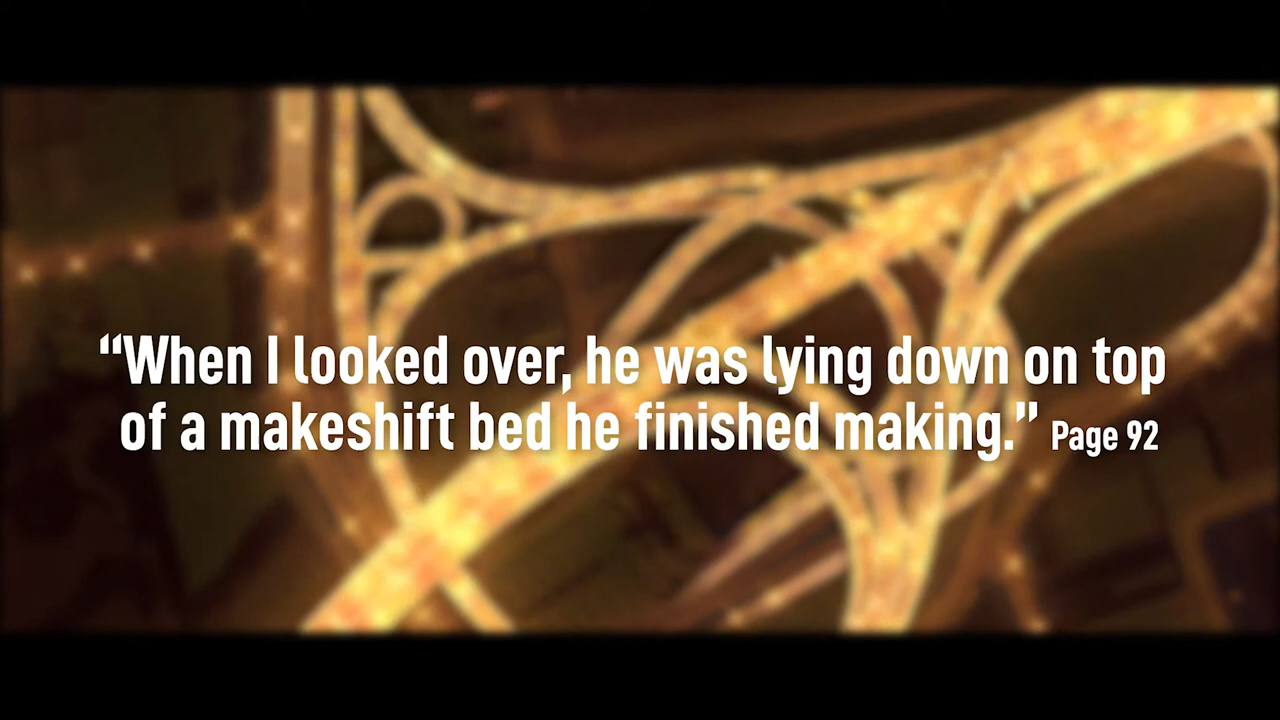 “When I looked over, he was lying down on top
of a makeshift bed he finished making.” Page 92